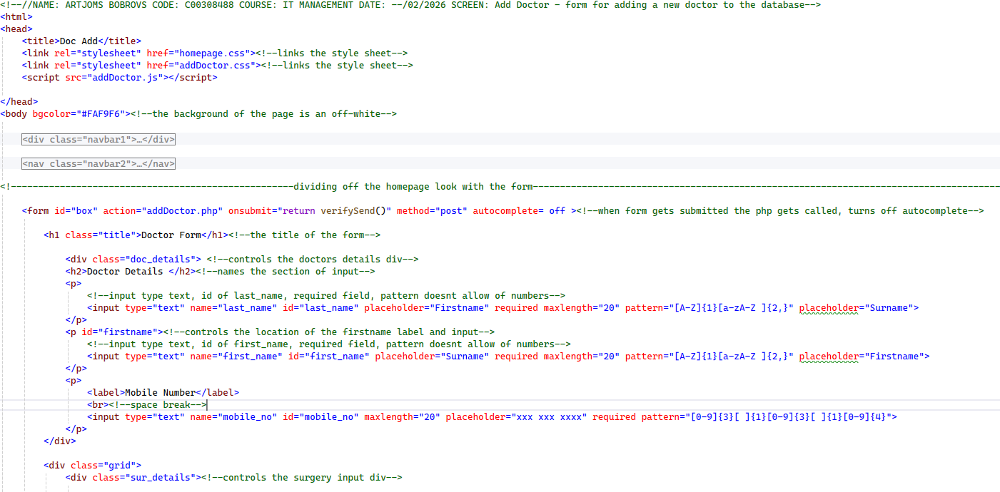 <!--//NAME: ARTJOMS BOBROVS CODE: C00308488 COURSE: IT MANAGEMENT DATE: --/02/2026 SCREEN: Add Doctor - form for adding a new doctor to the database-->
<html>
<head>
<title>Doc Add</title>
<link rel="stylesheet" href="homepage.css"><!--links the style sheet-->
<link rel="stylesheet" href="addDoctor.css"><!--links the style sheet-->
<script src="addDoctor.js"></script>
</head>
<body bgcolor="#FAF9F6"><!--the background of the page is an off-white-->
<div class="navbar1">…</div>
<nav class="navbar2">…</nav>
<!----------------------------------------------------dividing off the homepage look with the form--------------------------------------------------------------------------------------
<form id="box" action="addDoctor.php" onsubmit="return verifySend()" method="post" autocomplete= off ><!--when form gets submitted the php gets called, turns off autocomplete-->
<h1 class="title">Doctor Form</h1><!--the title of the form-->
<div class="doc_details"> <!--controls the doctors details div-->
<h2>Doctor Details </h2><!--names the section of input-->
<p>
<!--input type text, id of last_name, required field, pattern doesnt allow of numbers-->
<input type="text" name="last_name" id="last_name" placeholder="Firstname" required maxlength="20" pattern="[A-Z]{1}[a-zA-Z ]{2,}" placeholder="Surname">
</p>
<p id="firstname"><!--controls the location of the firstname label and input-->
<!--input type text, id of first_name, required field, pattern doesnt allow of numbers-->
<input type="text" name="first_name" id="first_name" placeholder="Surname" required maxlength="20" pattern="[A-Z]{1}[a-zA-Z ]{2,}" placeholder="Firstname">
</p>
<p>
<label>Mobile Number</label>
<br><!--space break-->
<input type="text" name="mobile_no" id="mobile_no" maxlength="20" placeholder="xxx xxx xxxx" required pattern="[0-9]{3}[ ]{1}[0-9]{3}[ ]{1}[0-9]{4}">
</p>
</div>
<div class="grid">
<div class="sur_details"><!--controls the surgery input div-->